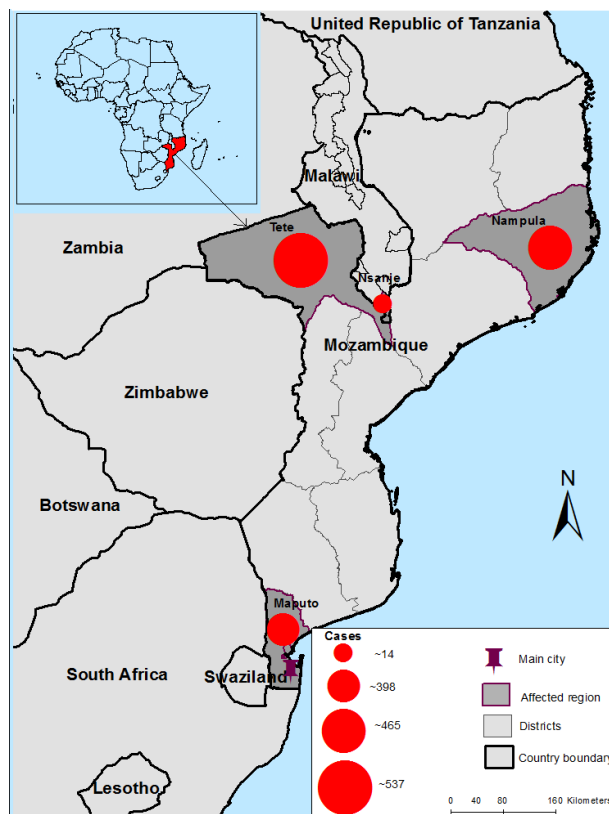 United Republic of Tanzania
Malawi
Nampula
Tete
Zambia
Nsanje
Mozambique
Zimbabwe
Botswana
N
Maputo
South Africa
Swaziland
Lesotho
Cases
~14
~398
~465
~537
Main city
Affected region
Districts
Country boundary
0 40 80 160 Kilometers